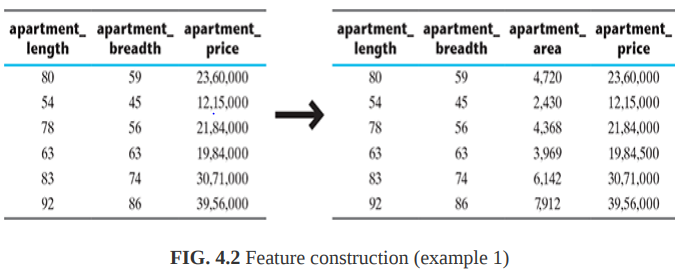 apartment_ apartment_ apartment_
length breadth price
80 59 23,60,000
54 45 12,15,000
78 56 21,84,000
63 63 19,84,000
83 74 30,71,000
92 86 39,56,000
apartment_ apartment_ apartment_ apartment_
length breadth area price
80 59 4,720 23,60,000
54 45 2,430 12,15,000
78 56 4,368 21,84,000
63 63 3,969 19,84,500
83 74 6,142 30,71,000
92 86 7,912 39,56,000
FIG. 4.2 Feature construction (example 1)